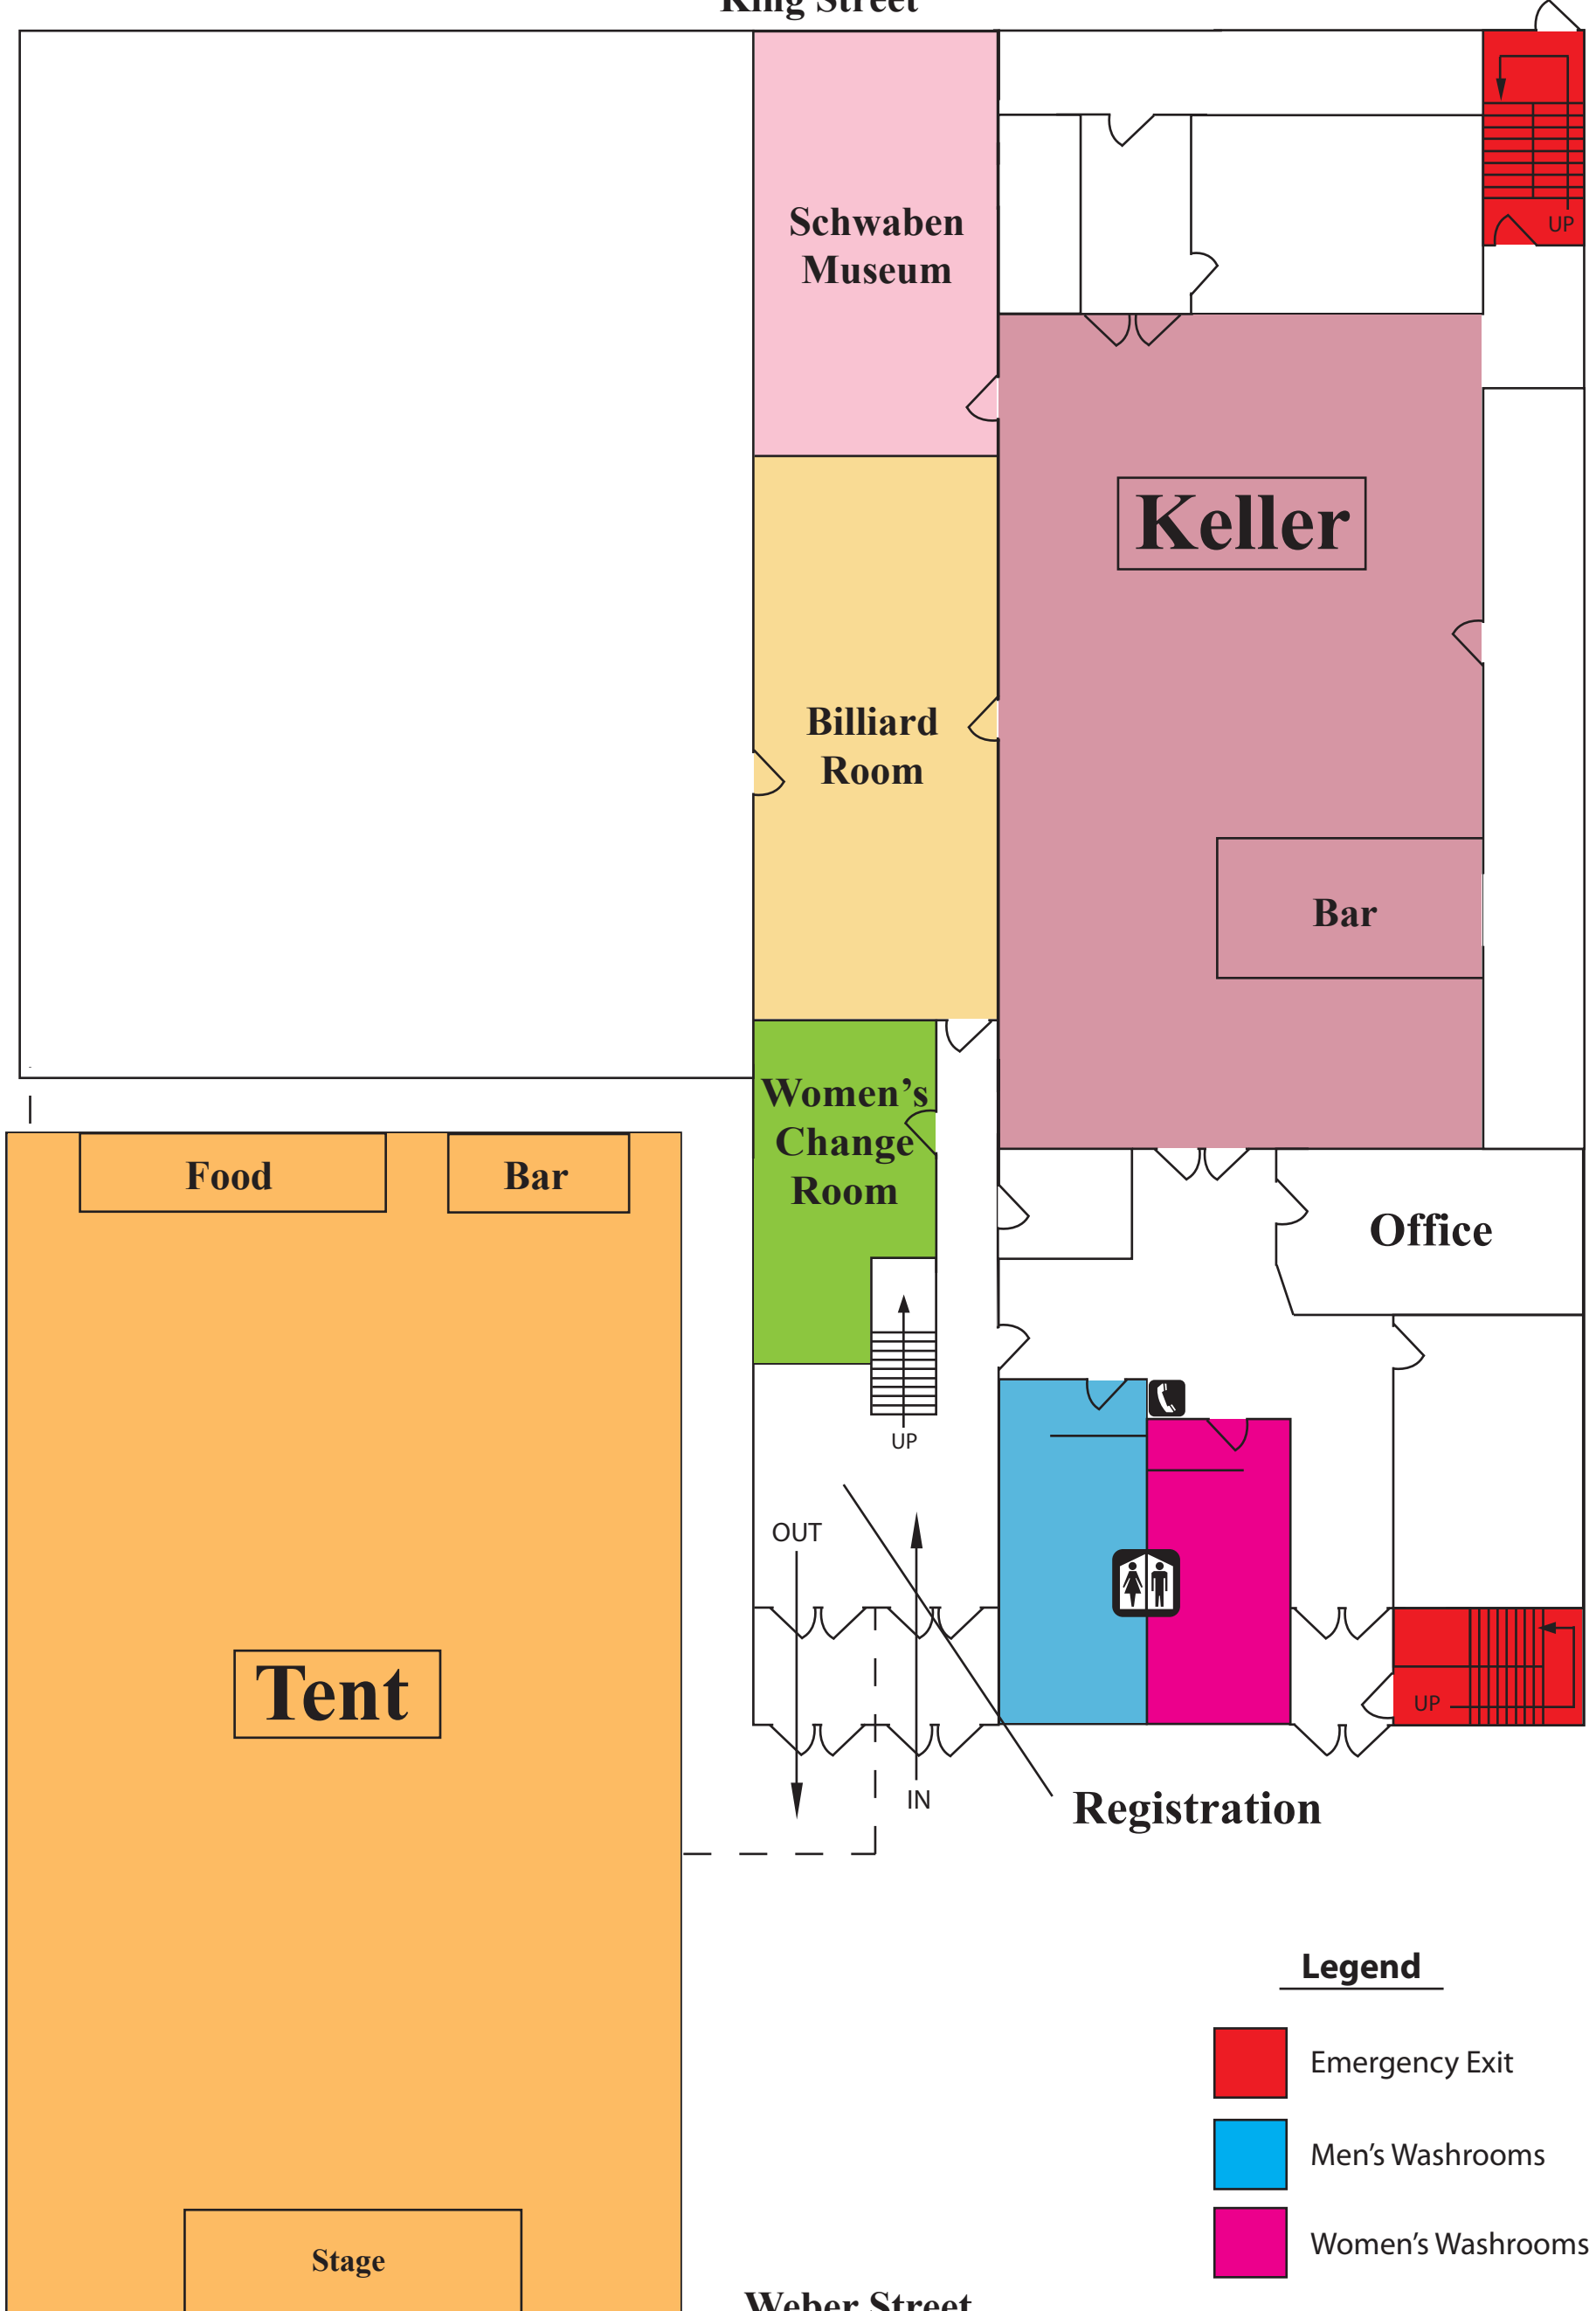 King Street
UP
Schwaben
Museum
Keller
Billiard
Room
Bar
Women's
Change
Room
Food
Bar
Office
UP
OUT
Tent
UP
IN
Registration
Legend
Emergency Exit
Men's Washrooms
Women's Washrooms
Stage
Weber Street